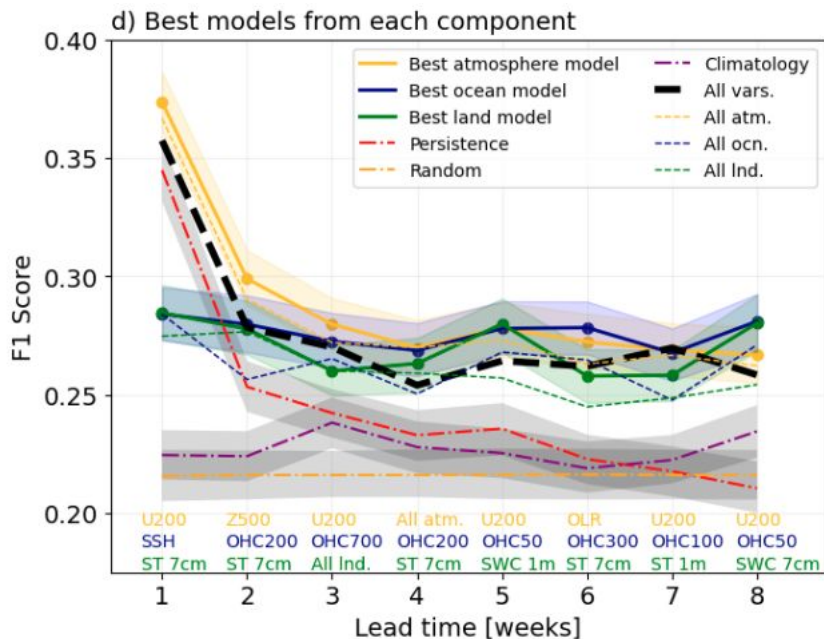 d) Best models from each component
0.40
0.35
0.30
0.25
0.20
F1 Score
Best atmosphere model
Best ocean model
Best land model
Persistence
Random
Climatology
All vars.
All atm.
All ocn.
All lnd.
U200 Z500 U200 All atm. U200 OLR U200 U200
SSH OHC200 OHC700 OHC200 OHC50 OHC300 OHC100 OHC50
ST 7cm ST 7cm All lnd. ST 7cm SWC 1m ST 7cm ST 1m SWC 7cm
1 2 3 4 5 6 7 8
Lead time [weeks]